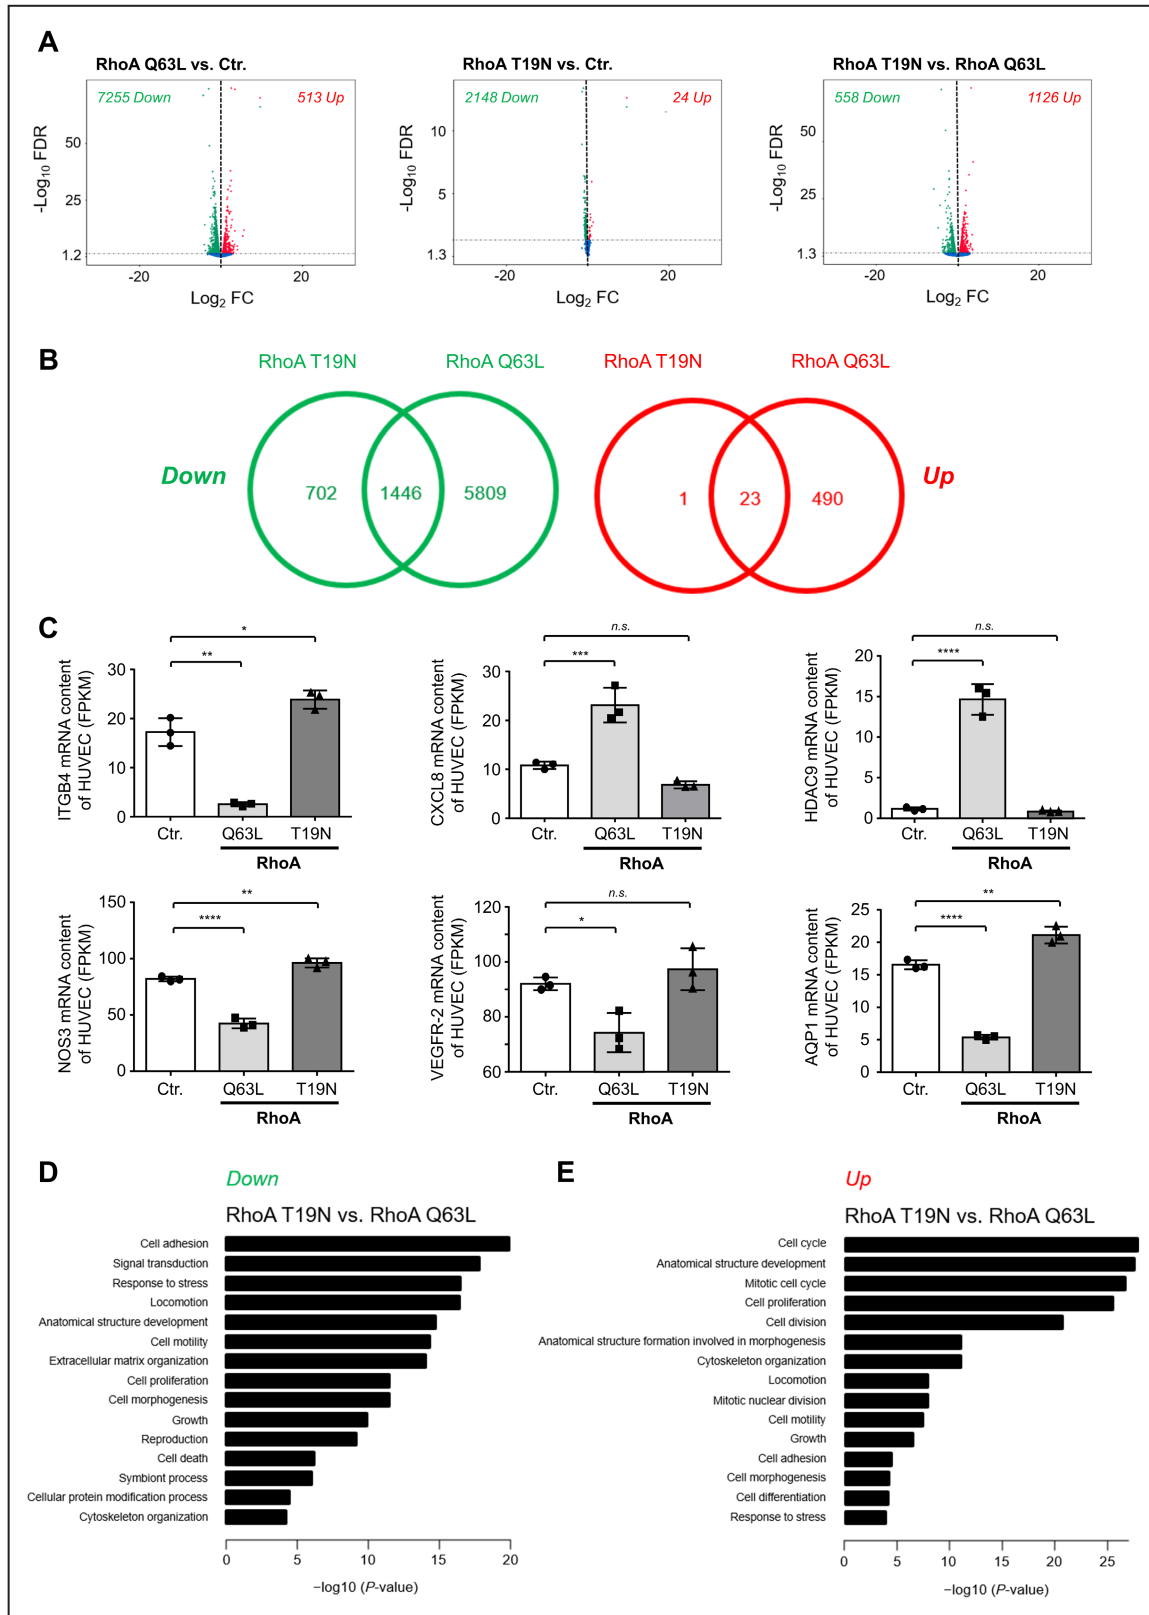 A
RhoA Q63L vs. Ctr.
7255 Down
513 Up
-Log10 FDR
50
25
1.2
-20
20
Log2 FC
RhoA T19N vs. Ctr.
2148 Down
24 Up
-Log10 FDR
10
5
1.3
-20
20
Log2 FC
RhoA T19N vs. RhoA Q63L
558 Down
1126 Up
-Log10 FDR
50
25
1.3
-20
20
Log2 FC
B
RhoA T19N
RhoA Q63L
Down
702
1446
5809
RhoA T19N
RhoA Q63L
Up
1
23
490
C
ITGB4 mRNA content
of HUVEC (FPKM)
30
20
10
0
*
**
Ctr.
Q63L
T19N
RhoA
CXCL8 mRNA content
of HUVEC (FPKM)
30
20
10
0
n.s.
***
Ctr.
Q63L
T19N
RhoA
HDAC9 mRNA content
of HUVEC (FPKM)
20
15
10
5
0
n.s.
****
Ctr.
Q63L
T19N
RhoA
NOS3 mRNA content
of HUVEC (FPKM)
150
100
50
0
**
****
Ctr.
Q63L
T19N
RhoA
VEGFR-2 mRNA content
of HUVEC (FPKM)
120
100
80
60
n.s.
*
Ctr.
Q63L
T19N
RhoA
AQP1 mRNA content
of HUVEC (FPKM)
25
20
15
10
5
0
**
****
Ctr.
Q63L
T19N
RhoA
D
Down
RhoA T19N vs. RhoA Q63L
Cell adhesion
Signal transduction
Response to stress
Locomotion
Anatomical structure development
Cell motility
Extracellular matrix organization
Cell proliferation
Cell morphogenesis
Growth
Reproduction
Cell death
Symbiont process
Cellular protein modification process
Cytoskeleton organization
0 5 10 15 20
−log10 (P-value)
E
Up
RhoA T19N vs. RhoA Q63L
Cell cycle
Anatomical structure development
Mitotic cell cycle
Cell proliferation
Cell division
Anatomical structure formation involved in morphogenesis
Cytoskeleton organization
Locomotion
Mitotic nuclear division
Cell motility
Growth
Cell adhesion
Cell morphogenesis
Cell differentiation
Response to stress
0 5 10 15 20 25
−log10 (P-value)